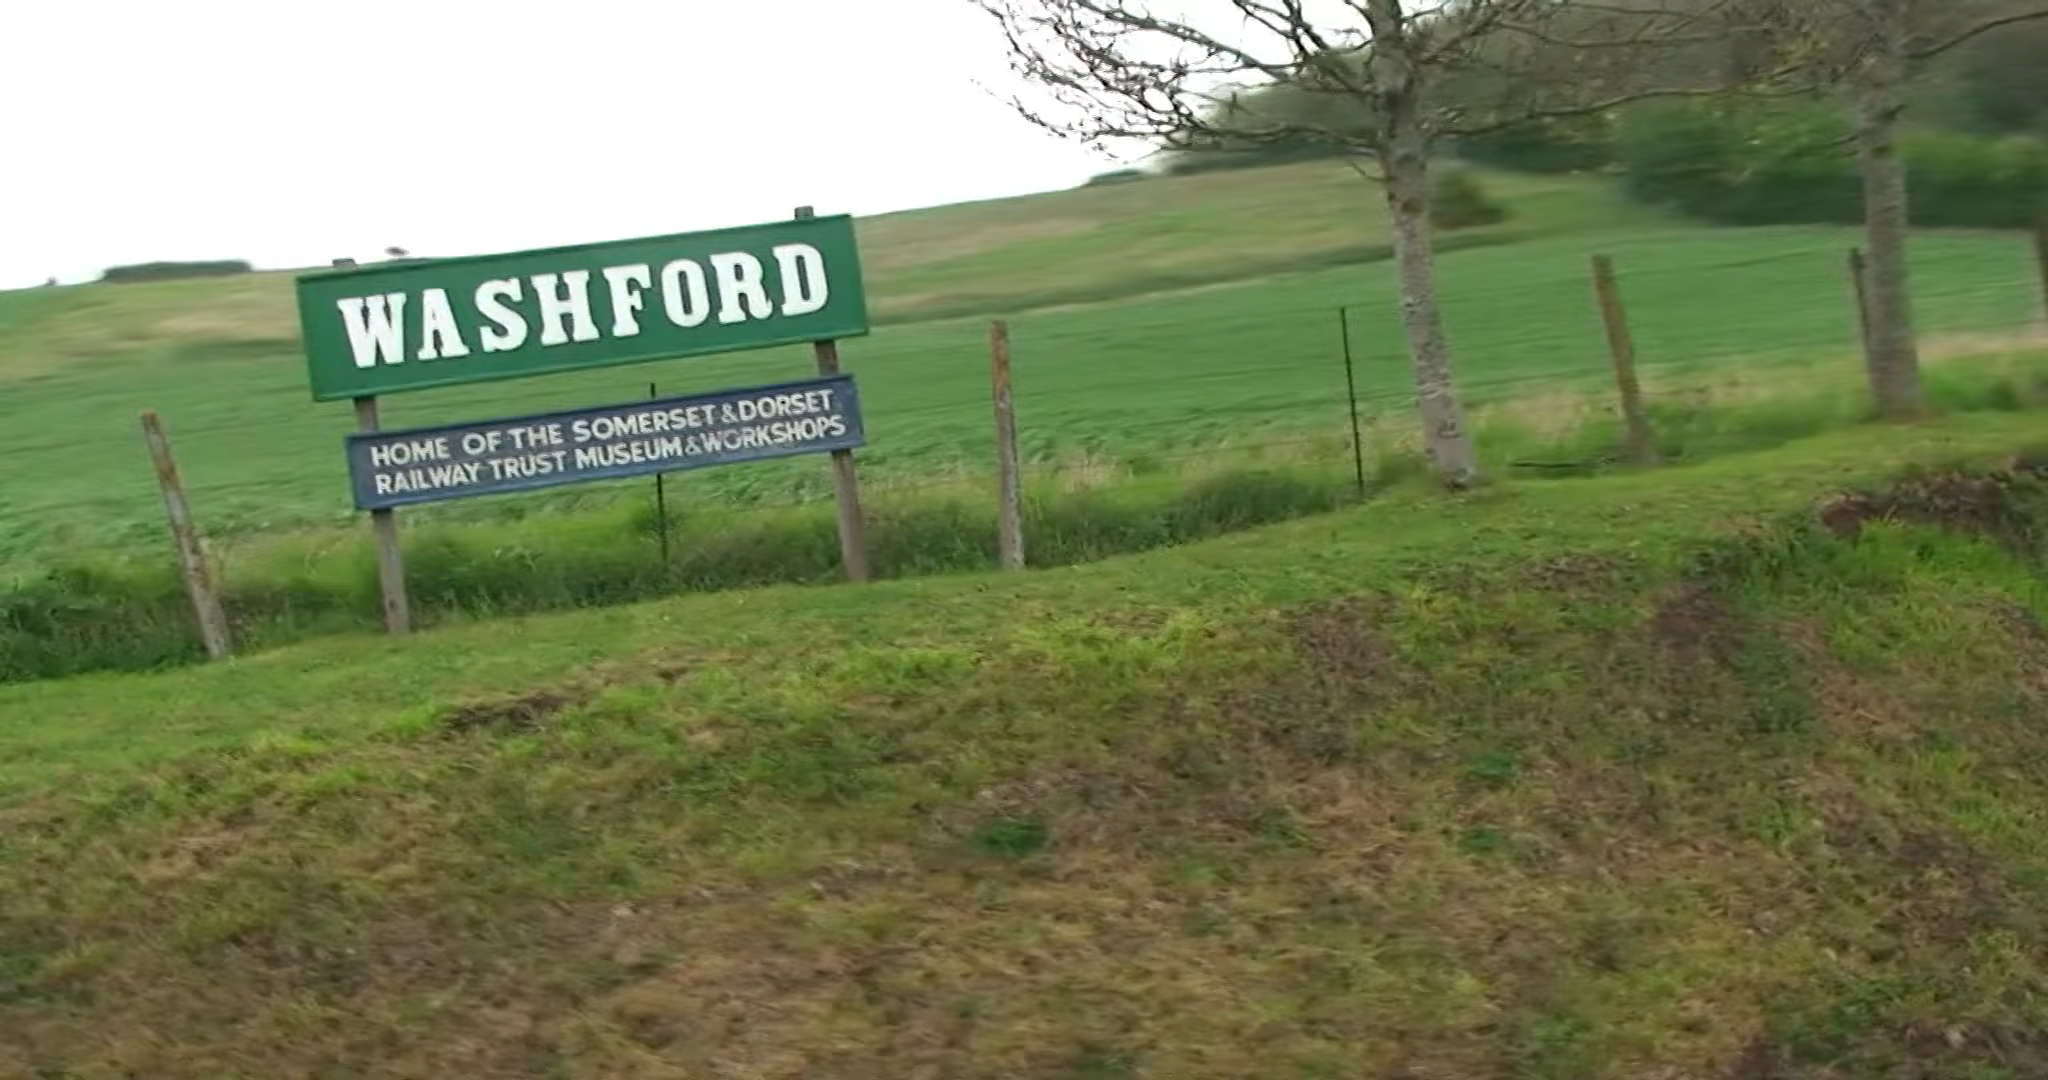 WASHFORD
HOME OF THE SOMERSET & DORSET
RAILWAY TRUST MUSEUM & WORKSHOPS